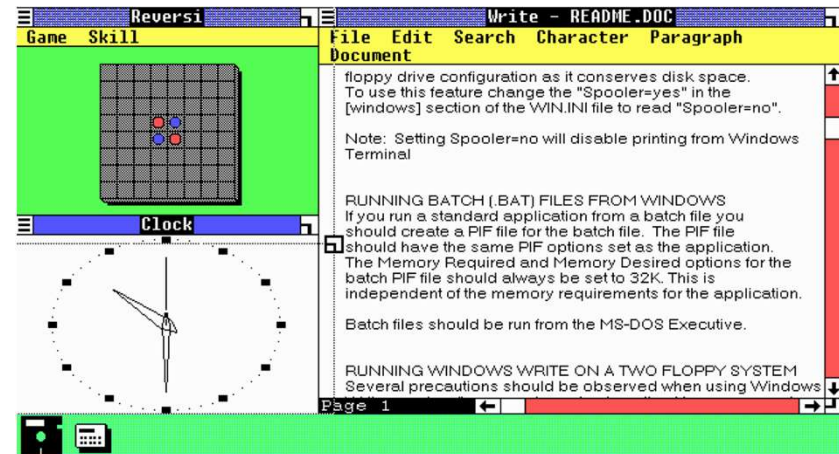 Reversi
Game Skill
Clock
Write - README.DOC
File Edit Search Character Paragraph
Document
floppy drive configuration as it conserves disk space.
To use this feature change the "Spooler=yes" in the
[windows] section of the WIN.INI file to read "Spooler=no".
Note: Setting Spooler=no will disable printing from Windows
Terminal
RUNNING BATCH (.BAT) FILES FROM WINDOWS
If you run a standard application from a batch file you
should create a PIF file for the batch file. The PIF file
should have the same PIF options set as the application.
The Memory Required and Memory Desired options for the
batch PIF file should always be set to 32K. This is
independent of the memory requirements for the application.
Batch files should be run from the MS-DOS Executive.
RUNNING WINDOWS WRITE ON A TWO FLOPPY SYSTEM
Several precautions should be observed when using Windows
Page 1